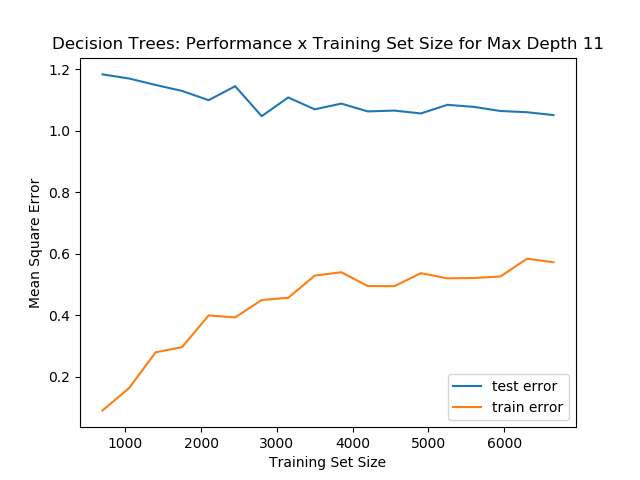 Decision Trees: Performance x Training Set Size for Max Depth 11
1.2
1.0
0.8
0.6
0.4
0.2
Mean Square Error
1000 2000 3000 4000 5000 6000
Training Set Size
test error
train error